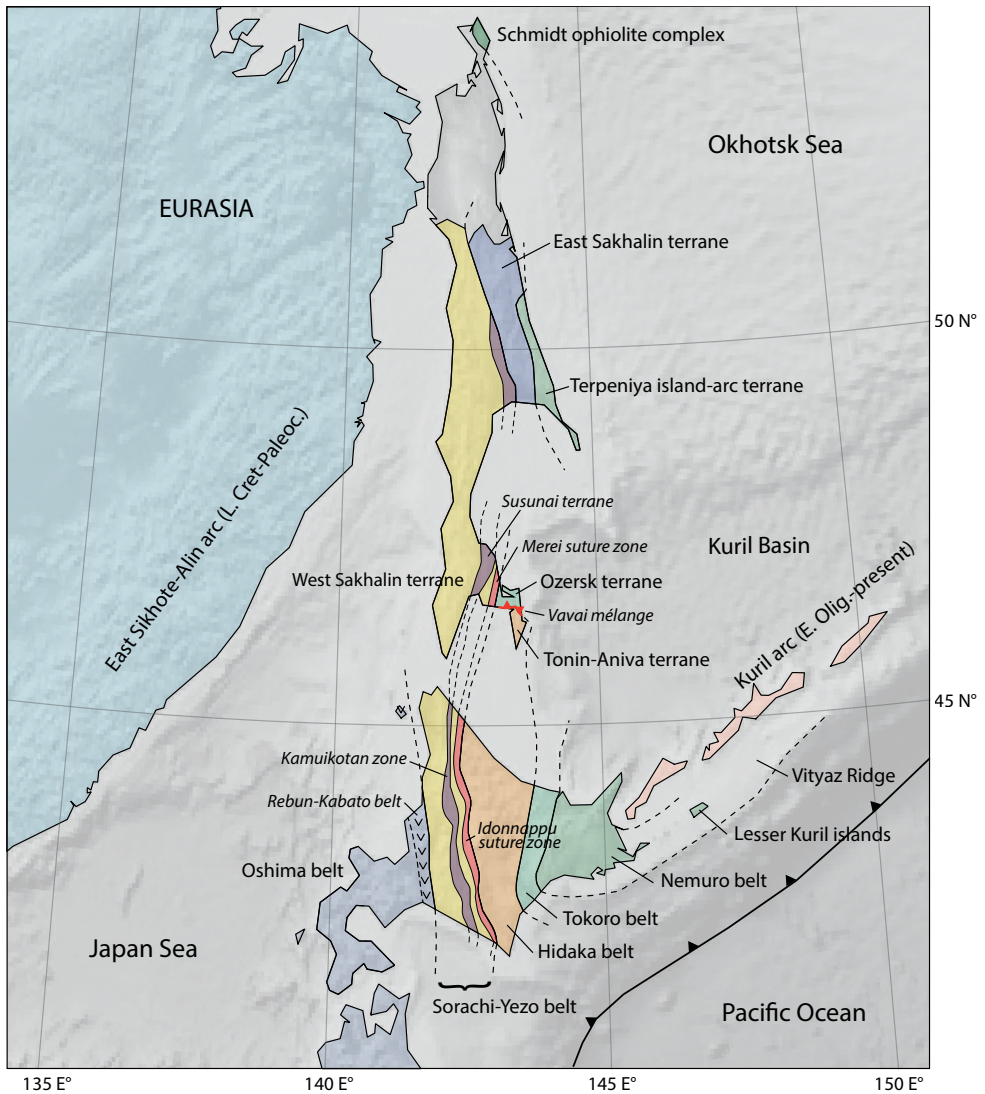 Schmidt ophiolite complex
Okhotsk Sea
EURASIA
East Sakhalin terrane
50 N°
Terpeniya island-arc terrane
East Sikhote-Alin arc (L. Cret-Paleoc.)
Susunai terrane
Merei suture zone
Kuril Basin
West Sakhalin terrane
Ozersk terrane
Vavai mélange
Kuril arc (E. Olig.-present)
Tonin-Aniva terrane
45 N°
Kamuikotan zone
Vityaz Ridge
Rebun-Kabato belt
Idonnappu
suture zone
Lesser Kuril islands
Oshima belt
Nemuro belt
Tokoro belt
Japan Sea
Hidaka belt
Sorachi-Yezo belt
Pacific Ocean
135 E°
140 E°
145 E°
150 E°